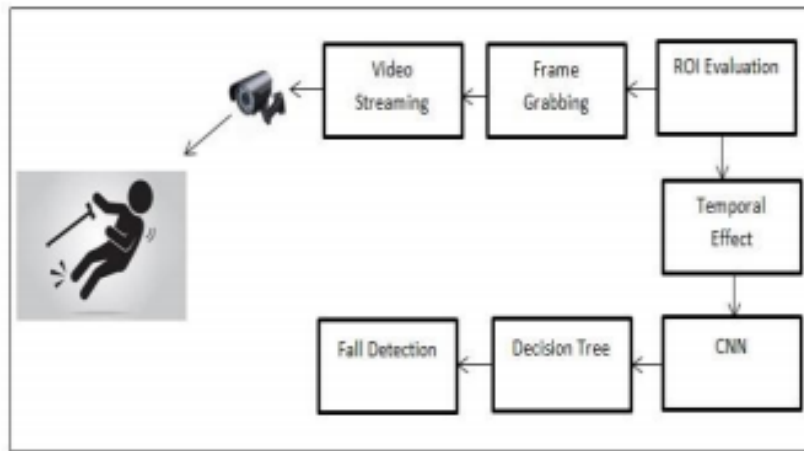 Video
Streaming
Frame
Grabbing
ROI Evaluation
Temporal
Effect
Fall Detection
Decision Tree
CNN